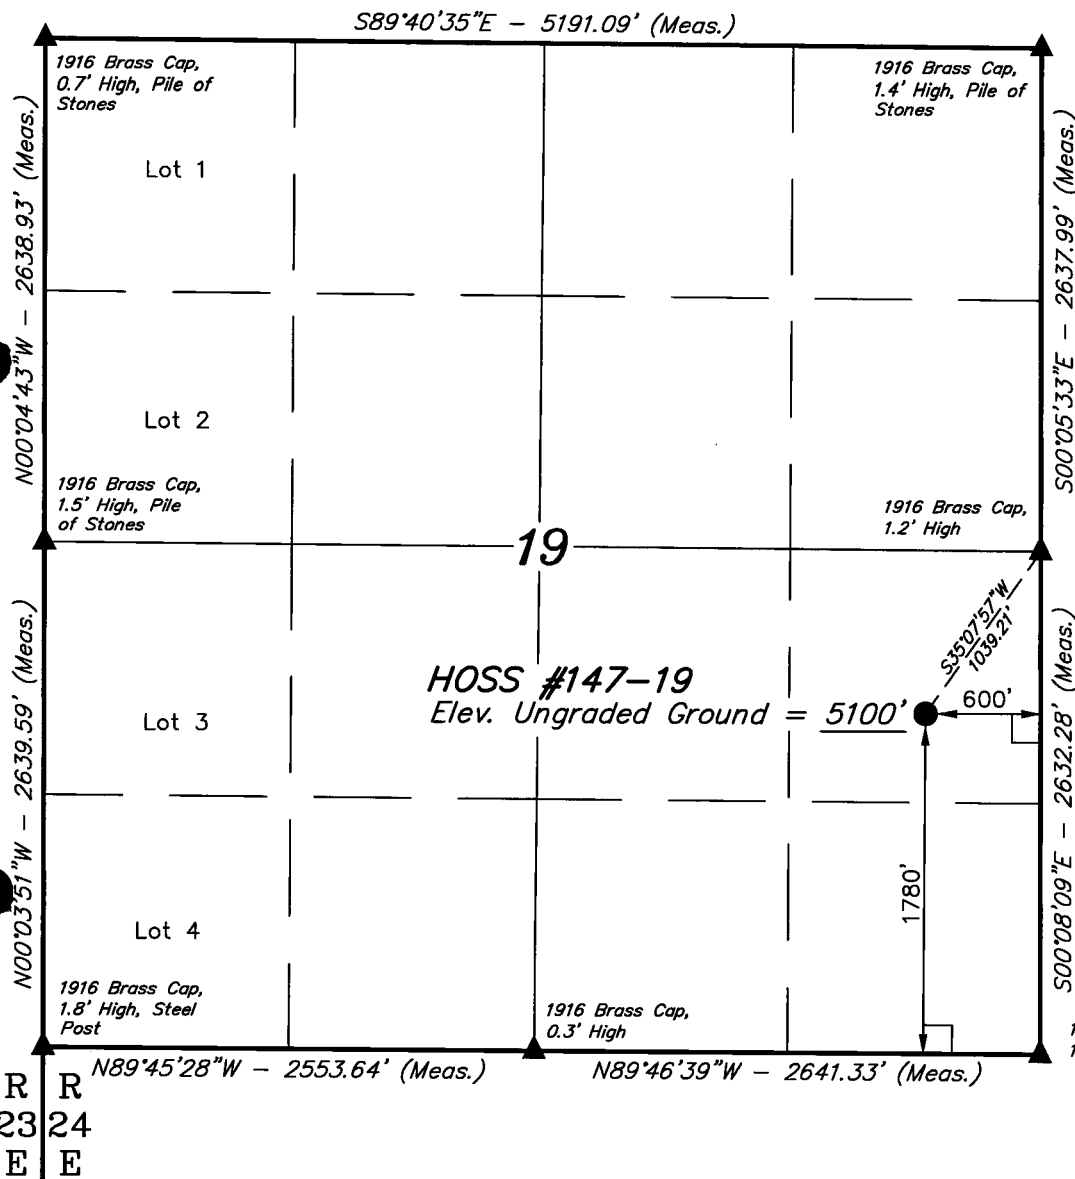 S89°40'35"E - 5191.09' (Meas.)
1916 Brass Cap,
0.7' High, Pile of
Stones
1916 Brass Cap,
1.4' High, Pile of
Stones
N00°04'43"W - 2638.93' (Meas.)
S00°05'33"E - 2637.99' (Meas.)
Lot 1
Lot 2
1916 Brass Cap,
1.5' High, Pile
of Stones
1916 Brass Cap,
1.2' High
19
S35°07'57"W
1039.21'
HOSS #147-19
Elev. Ungraded Ground = 5100'
600'
N00°03'51"W - 2639.59' (Meas.)
S00°08'09"E - 2632.28' (Meas.)
Lot 3
1780'
Lot 4
1916 Brass Cap,
1.8' High, Steel
Post
1916 Brass Cap,
0.3' High
N89°45'28"W - 2553.64' (Meas.)
N89°46'39"W - 2641.33' (Meas.)
R R
23 24
E E